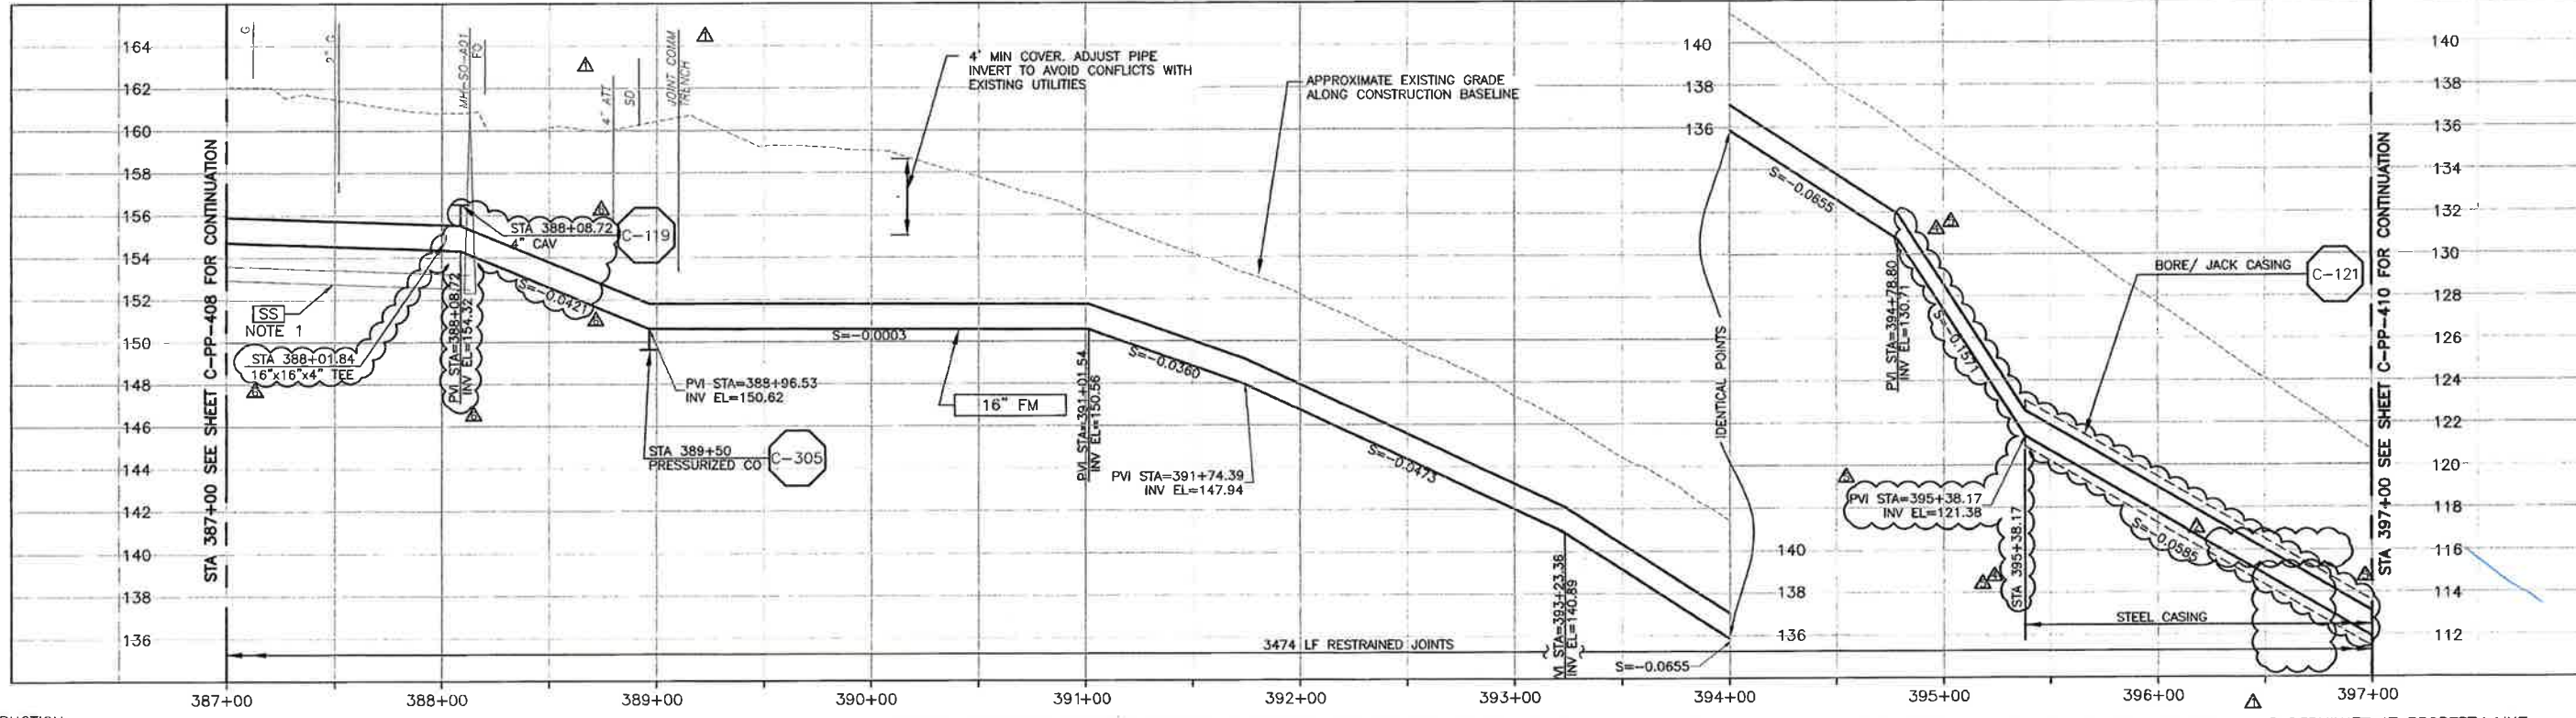 164
162
160
158
156
154
152
150
148
146
144
142
140
138
136
STA 387+00 SEE SHEET C-PP-408 FOR CONTINUATION
G
2" G
MH-SO-A01
FO
4" ATT
SD
JOINT COMM
TRENCH
4' MIN COVER. ADJUST PIPE
INVERT TO AVOID CONFLICTS WITH
EXISTING UTILITIES
APPROXIMATE EXISTING GRADE
ALONG CONSTRUCTION BASELINE
STA 388+08.72
4" CAV
C-119
SS
NOTE 1
STA 388+01.84
16"x16"x4" TEE
PVI STA=388+08.72
INV EL=154.32
S=-0.0421
PVI STA=388+96.53
INV EL=150.62
STA 389+50
PRESSURIZED CO
C-305
S=-0.0003
16" FM
PVI STA=391+01.54
INV EL=150.56
S=-0.0360
PVI STA=391+74.39
INV EL=147.94
S=-0.0473
VI STA=393+23.36
INV EL=140.89
3474 LF RESTRAINED JOINTS
S=-0.0655
140
138
136
IDENTICAL POINTS
140
138
136
S=-0.0655
PVI STA=394+78.80
INV EL=130.71
S=-0.1571
PVI STA=395+38.17
INV EL=121.38
STA 395+38.17
BORE/ JACK CASING
C-121
S=-0.0585
STEEL CASING
STA 397+00 SEE SHEET C-PP-410 FOR CONTINUATION
140
138
136
134
132
130
128
126
124
122
120
118
116
114
112
387+00
388+00
389+00
390+00
391+00
392+00
393+00
394+00
395+00
396+00
397+00